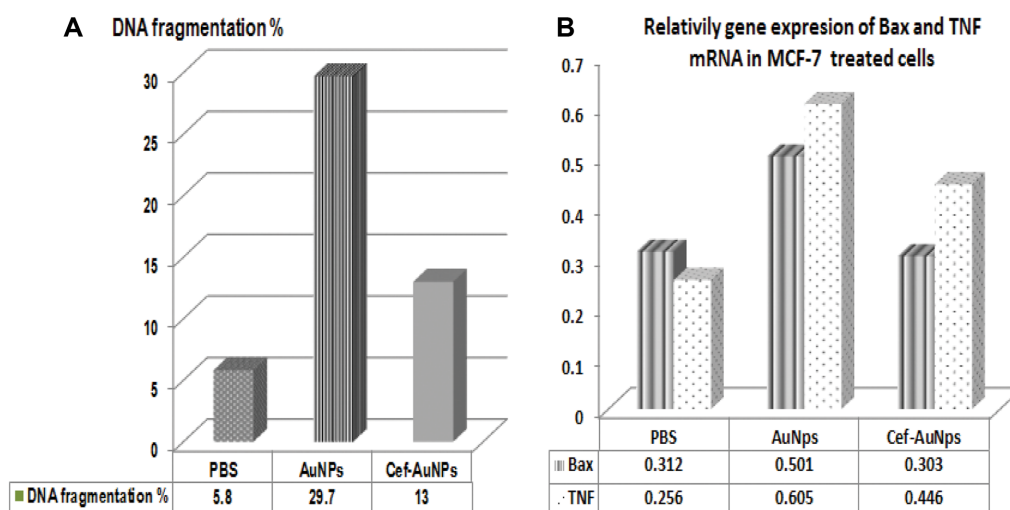 A DNA fragmentation %
30
25
20
15
10
5
0
PBS AuNPs Cef-AuNPs
DNA fragmentation % 5.8 29.7 13
B Relativily gene expresion of Bax and TNF
mRNA in MCF-7 treated cells
0.7
0.6
0.5
0.4
0.3
0.2
0.1
0
PBS AuNps Cef-AuNps
Bax 0.312 0.501 0.303
TNF 0.256 0.605 0.446